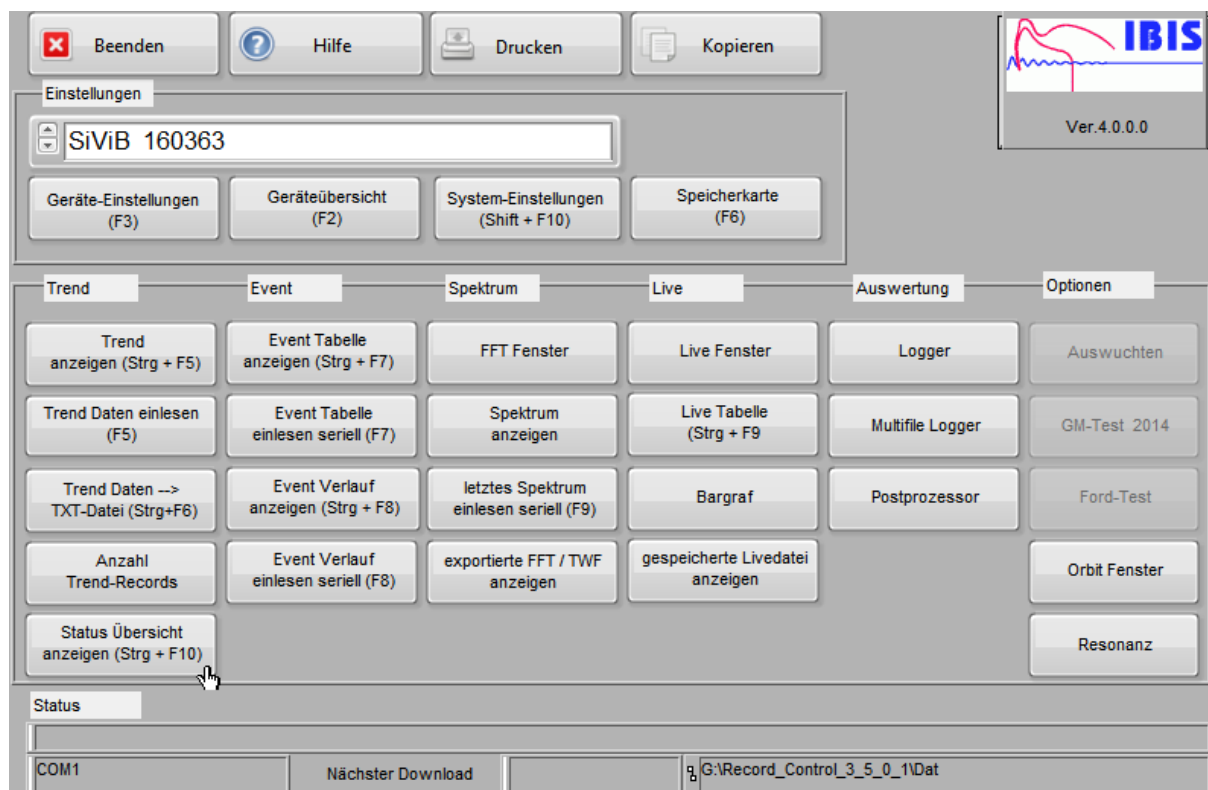 Beenden
Hilfe
Drucken
Kopieren
IBIS
Ver.4.0.0.0
Einstellungen
SiViB 160363
Geräte-Einstellungen
(F3)
Geräteübersicht
(F2)
System-Einstellungen
(Shift + F10)
Speicherkarte
(F6)
Trend
Event
Spektrum
Live
Auswertung
Optionen
Trend
anzeigen (Strg + F5)
Event Tabelle
anzeigen (Strg + F7)
FFT Fenster
Live Fenster
Logger
Auswuchten
Trend Daten einlesen
(F5)
Event Tabelle
einlesen seriell (F7)
Spektrum
anzeigen
Live Tabelle
(Strg + F9
Multifile Logger
GM-Test 2014
Trend Daten -->
TXT-Datei (Strg+F6)
Event Verlauf
anzeigen (Strg + F8)
letztes Spektrum
einlesen seriell (F9)
Bargraf
Postprozessor
Ford-Test
Anzahl
Trend-Records
Event Verlauf
einlesen seriell (F8)
exportierte FFT / TWF
anzeigen
gespeicherte Livedatei
anzeigen
Orbit Fenster
Status Übersicht
anzeigen (Strg + F10)
Resonanz
Status
COM1
Nächster Download
G:\Record_Control_3_5_0_1\Dat